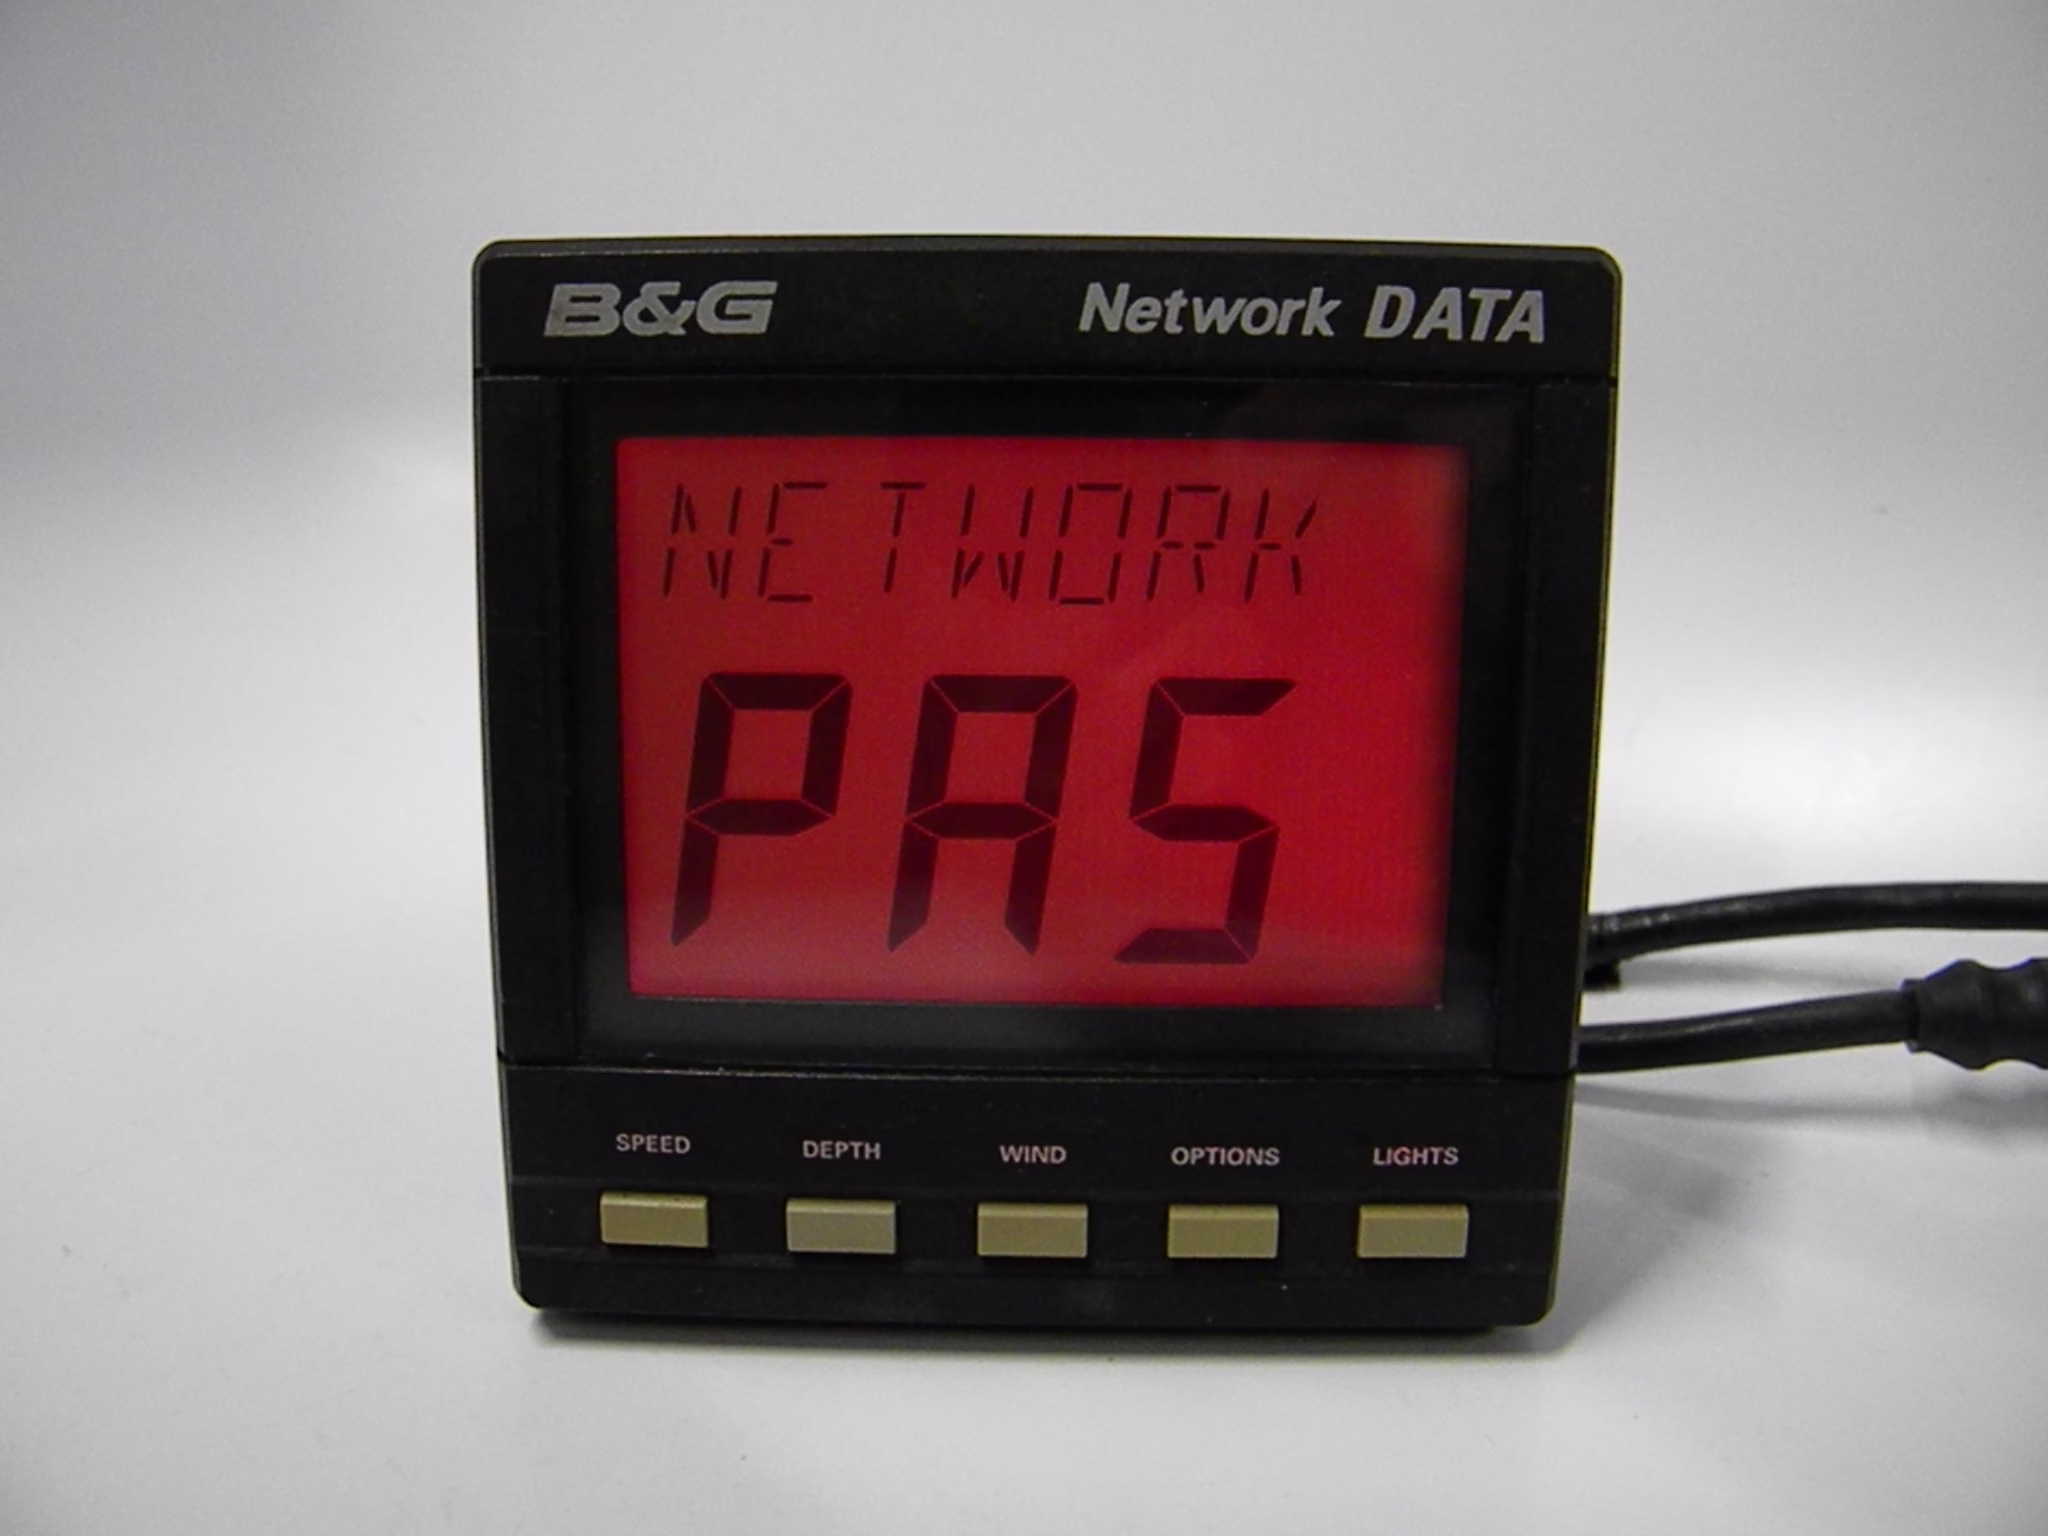 B&G Network DATA
NETWORK
PAS
SPEED DEPTH WIND OPTIONS LIGHTS